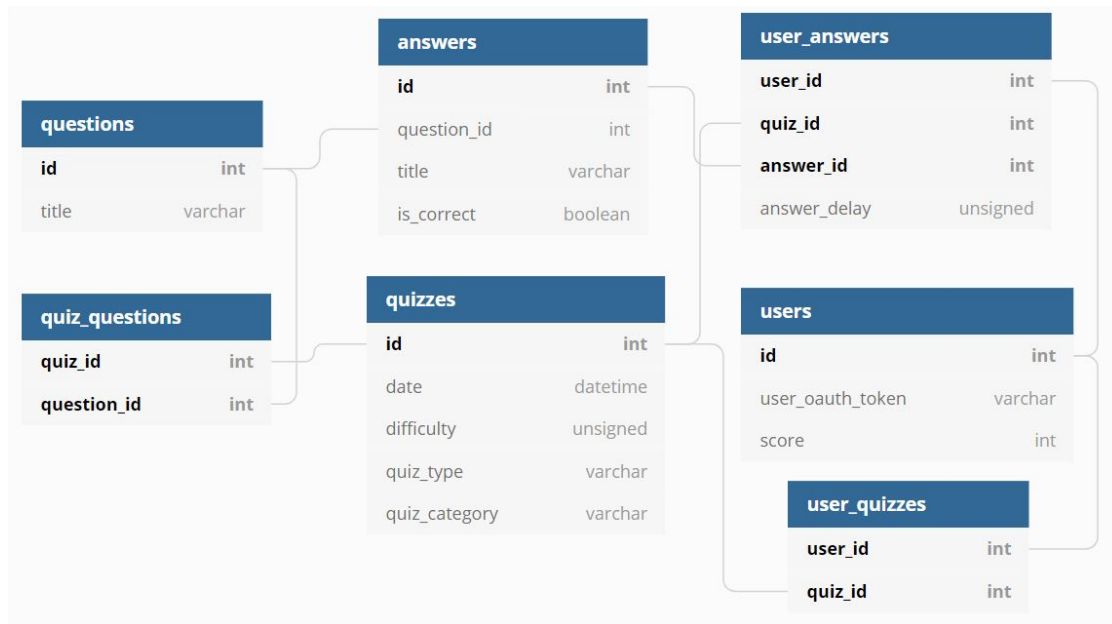 questions
id int
title varchar
quiz_questions
quiz_id int
question_id int
answers
id int
question_id int
title varchar
is_correct boolean
quizzes
id int
date datetime
difficulty unsigned
quiz_type varchar
quiz_category varchar
user_answers
user_id int
quiz_id int
answer_id int
answer_delay unsigned
users
id int
user_oauth_token varchar
score int
user_quizzes
user_id int
quiz_id int